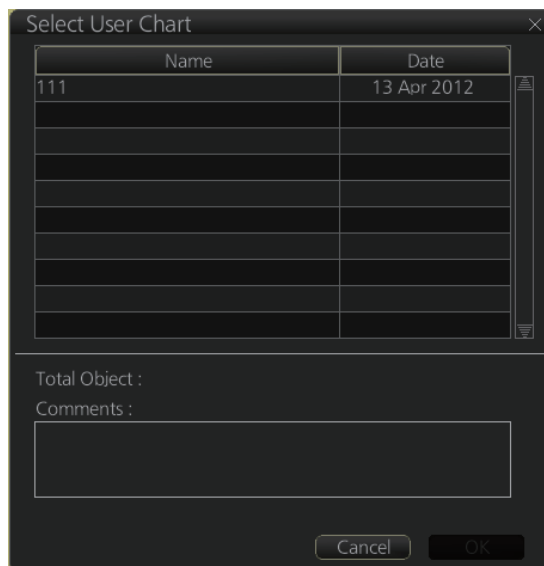 Select User Chart
Name Date
111 13 Apr 2012
Total Object :
Comments :
Cancel OK